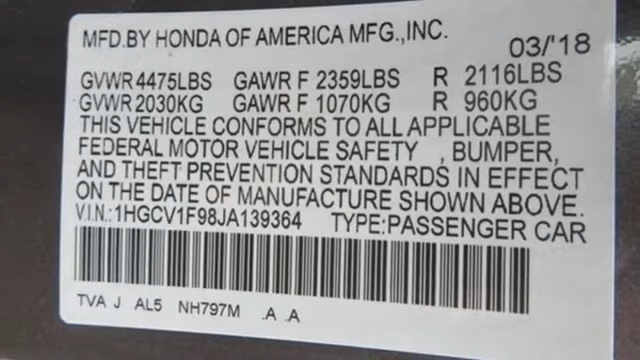 MFD.BY HONDA OF AMERICA MFG.,INC. 03/'18
GVWR 4475LBS GAWR F 2359LBS R 2116LBS
GVWR 2030KG GAWR F 1070KG R 960KG
THIS VEHICLE CONFORMS TO ALL APPLICABLE
FEDERAL MOTOR VEHICLE SAFETY , BUMPER,
AND THEFT PREVENTION STANDARDS IN EFFECT
ON THE DATE OF MANUFACTURE SHOWN ABOVE.
V.I.N.:1HGCV1F98JA139364 TYPE:PASSENGER CAR
TVA J AL5 NH797M .A .A